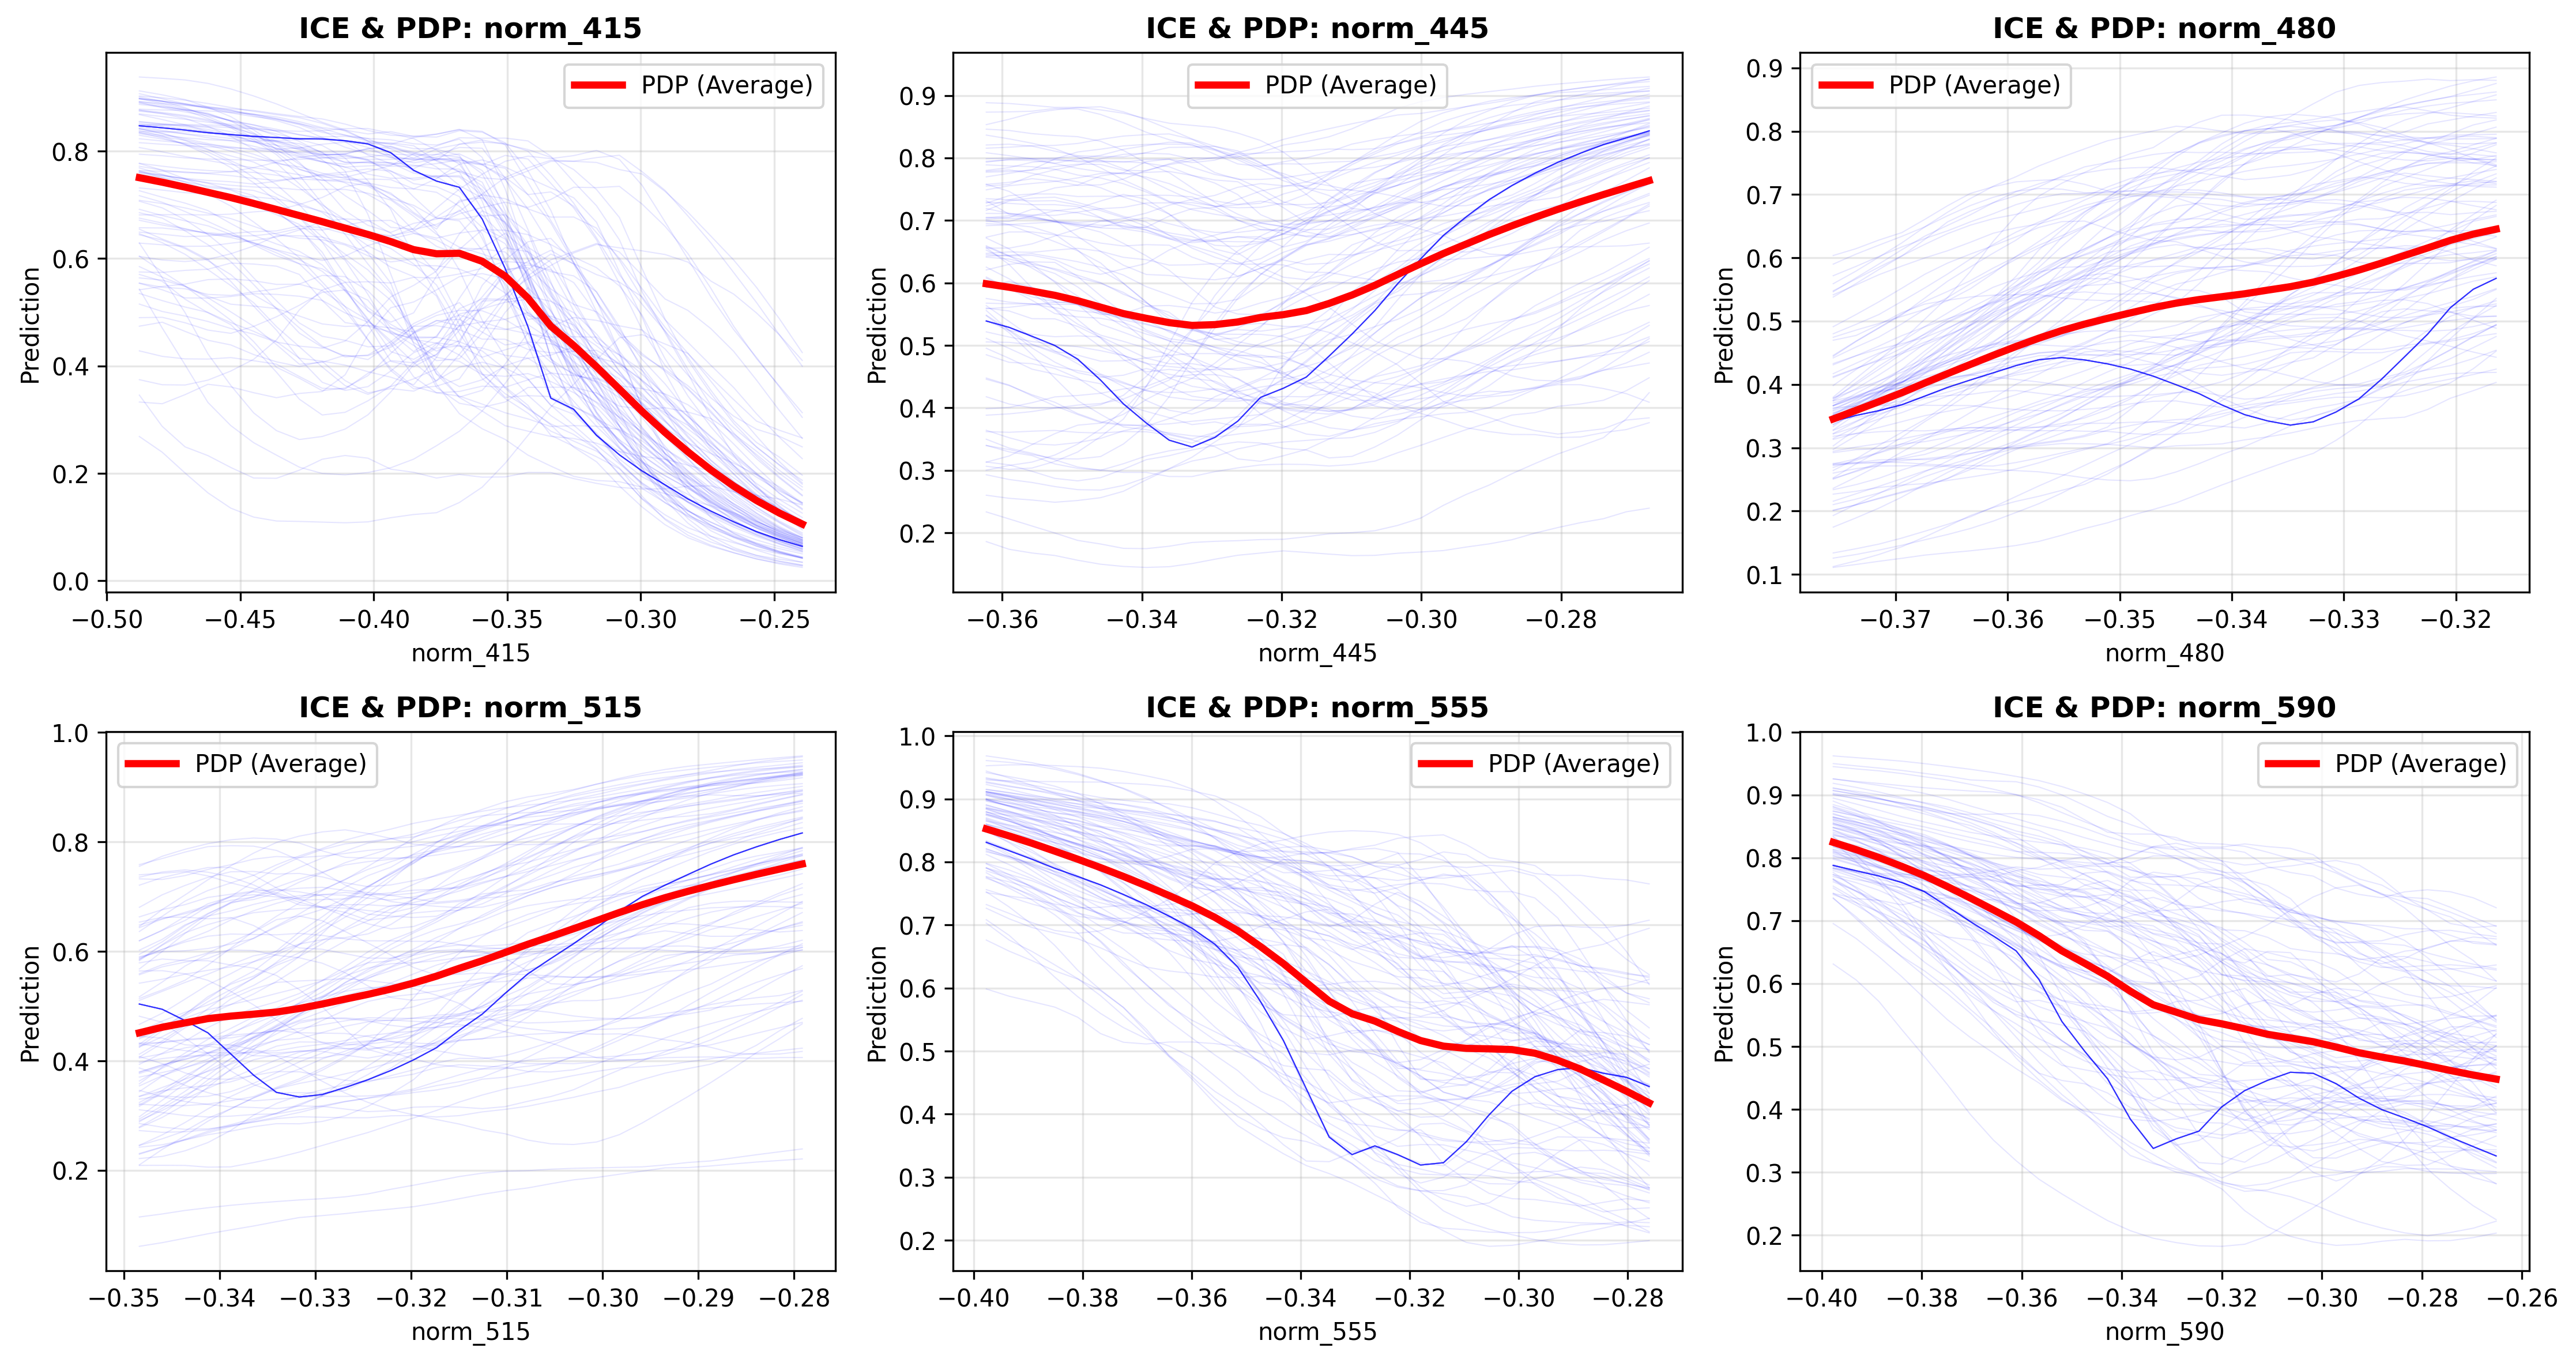 ICE & PDP: norm_415
PDP (Average)
Prediction
0.8
0.6
0.4
0.2
0.0
−0.50 −0.45 −0.40 −0.35 −0.30 −0.25
norm_415
ICE & PDP: norm_445
PDP (Average)
Prediction
0.9
0.8
0.7
0.6
0.5
0.4
0.3
0.2
−0.36 −0.34 −0.32 −0.30 −0.28
norm_445
ICE & PDP: norm_480
PDP (Average)
Prediction
0.9
0.8
0.7
0.6
0.5
0.4
0.3
0.2
0.1
−0.37 −0.36 −0.35 −0.34 −0.33 −0.32
norm_480
ICE & PDP: norm_515
PDP (Average)
Prediction
1.0
0.8
0.6
0.4
0.2
−0.35 −0.34 −0.33 −0.32 −0.31 −0.30 −0.29 −0.28
norm_515
ICE & PDP: norm_555
PDP (Average)
Prediction
1.0
0.9
0.8
0.7
0.6
0.5
0.4
0.3
0.2
−0.40 −0.38 −0.36 −0.34 −0.32 −0.30 −0.28
norm_555
ICE & PDP: norm_590
PDP (Average)
Prediction
1.0
0.9
0.8
0.7
0.6
0.5
0.4
0.3
0.2
−0.40 −0.38 −0.36 −0.34 −0.32 −0.30 −0.28 −0.26
norm_590